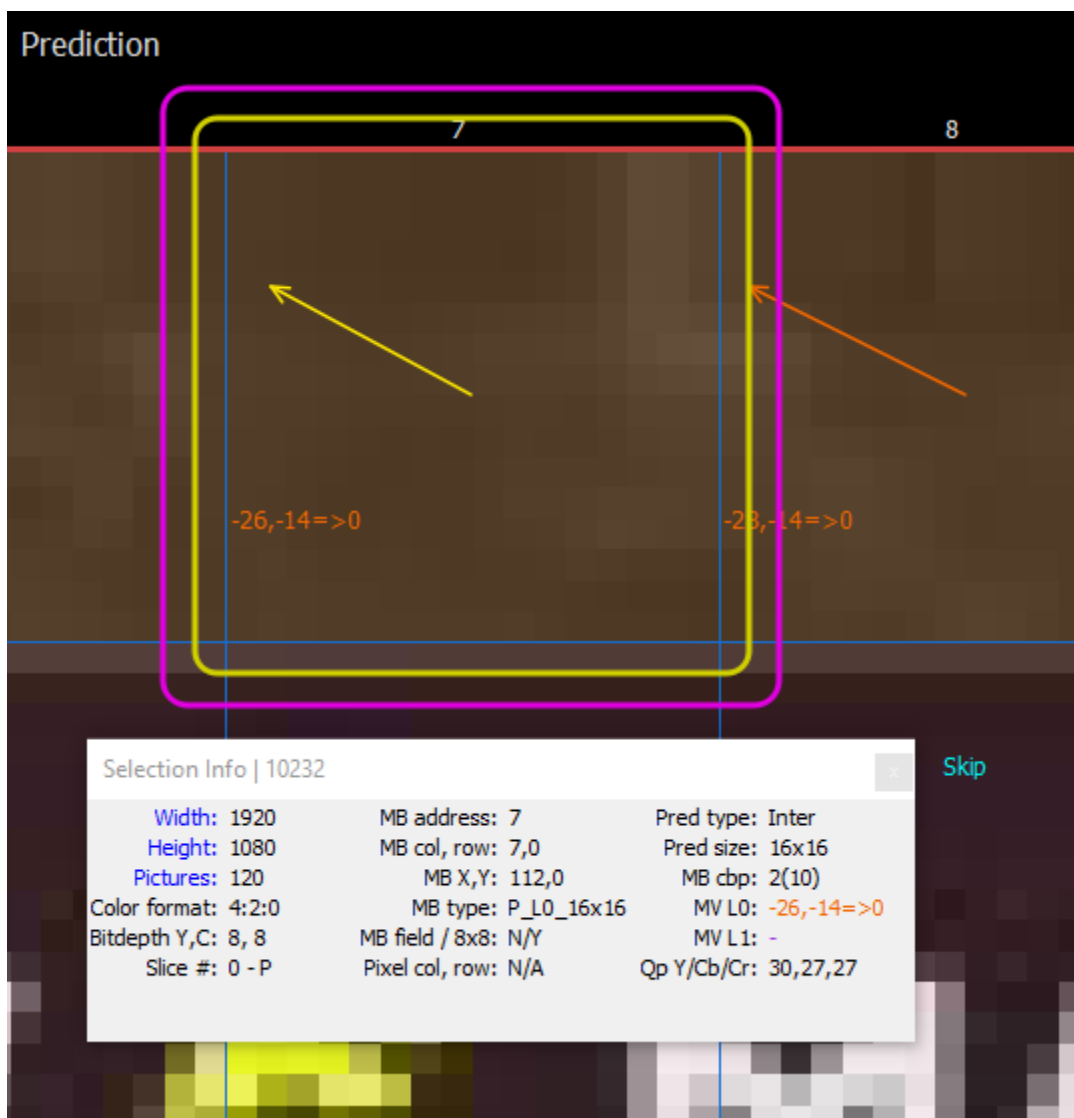 Prediction
7 8
-26,-14=>0 -28,-14=>0
Selection Info | 10232 x Skip
Width: 1920 MB address: 7 Pred type: Inter
Height: 1080 MB col, row: 7,0 Pred size: 16x16
Pictures: 120 MB X,Y: 112,0 MB cbp: 2(10)
Color format: 4:2:0 MB type: P_L0_16x16 MV L0: -26,-14=>0
Bitdepth Y,C: 8, 8 MB field / 8x8: N/Y MV L1: -
Slice #: 0 - P Pixel col, row: N/A Qp Y/Cb/Cr: 30,27,27